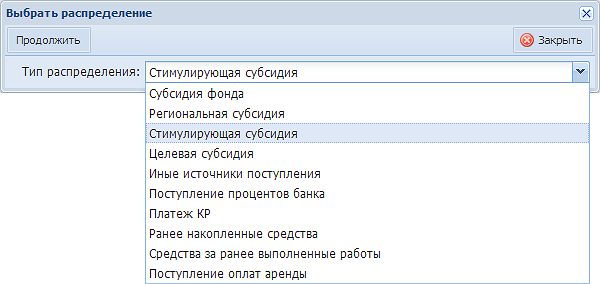 Выбрать распределение
Продолжить
Закрыть
Тип распределения: Стимулирующая субсидия
Субсидия фонда
Региональная субсидия
Стимулирующая субсидия
Целевая субсидия
Иные источники поступления
Поступление процентов банка
Платеж КР
Ранее накопленные средства
Средства за ранее выполненные работы
Поступление оплат аренды